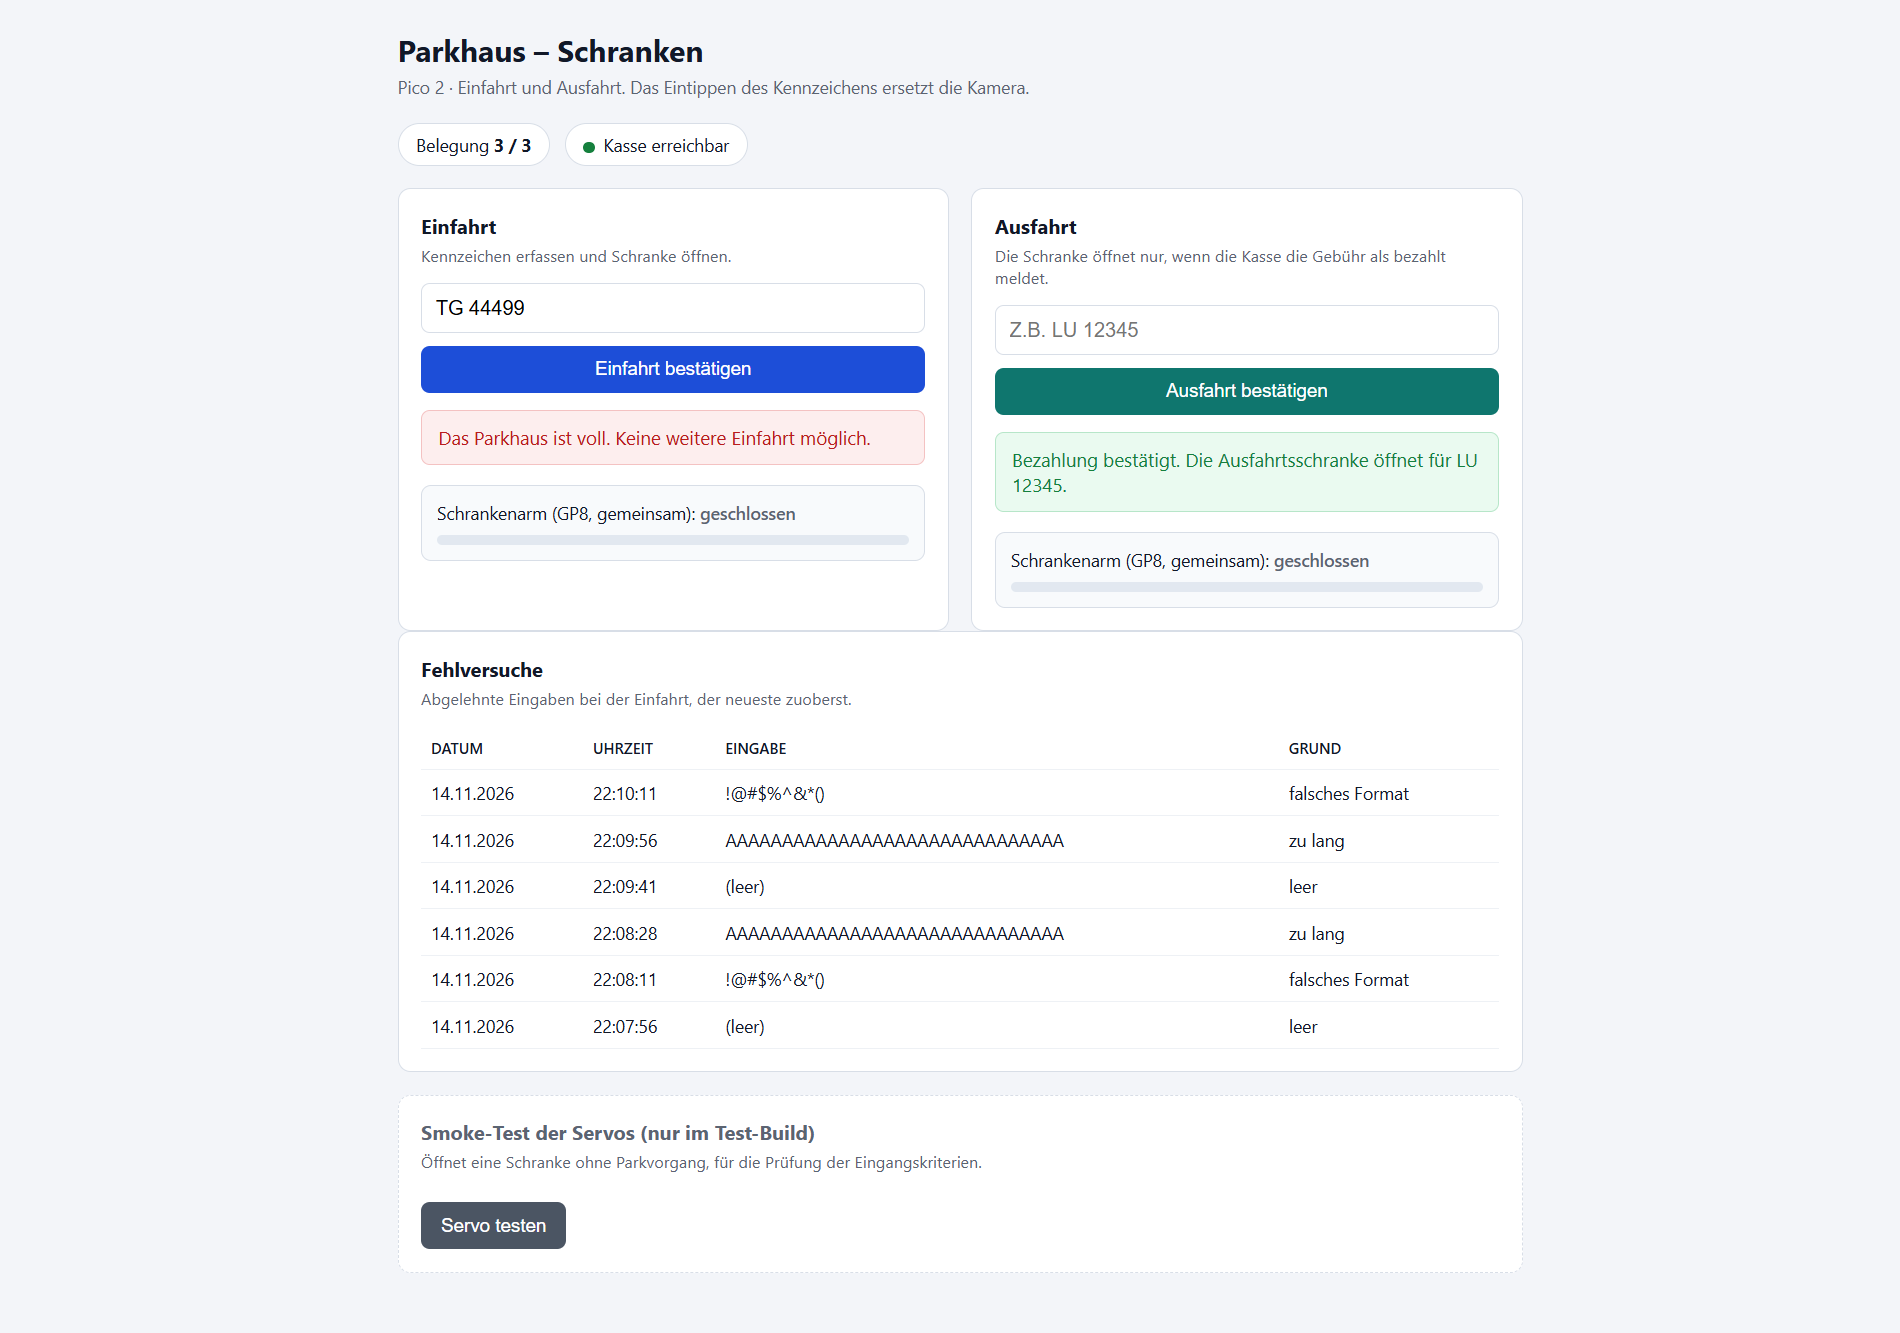 Parkhaus – Schranken
Pico 2 · Einfahrt und Ausfahrt. Das Eintippen des Kennzeichens ersetzt die Kamera.
Belegung 3 / 3
Kasse erreichbar
Einfahrt
Kennzeichen erfassen und Schranke öffnen.
TG 44499
Einfahrt bestätigen
Das Parkhaus ist voll. Keine weitere Einfahrt möglich.
Schrankenarm (GP8, gemeinsam): geschlossen
Ausfahrt
Die Schranke öffnet nur, wenn die Kasse die Gebühr als bezahlt
meldet.
Z.B. LU 12345
Ausfahrt bestätigen
Bezahlung bestätigt. Die Ausfahrtsschranke öffnet für LU
12345.
Schrankenarm (GP8, gemeinsam): geschlossen
Fehlversuche
Abgelehnte Eingaben bei der Einfahrt, der neueste zuoberst.
DATUM UHRZEIT EINGABE GRUND
14.11.2026 22:10:11 !@#$%^&*() falsches Format
14.11.2026 22:09:56 AAAAAAAAAAAAAAAAAAAAAAAAAAAAAA zu lang
14.11.2026 22:09:41 (leer) leer
14.11.2026 22:08:28 AAAAAAAAAAAAAAAAAAAAAAAAAAAAAA zu lang
14.11.2026 22:08:11 !@#$%^&*() falsches Format
14.11.2026 22:07:56 (leer) leer
Smoke-Test der Servos (nur im Test-Build)
Öffnet eine Schranke ohne Parkvorgang, für die Prüfung der Eingangskriterien.
Servo testen